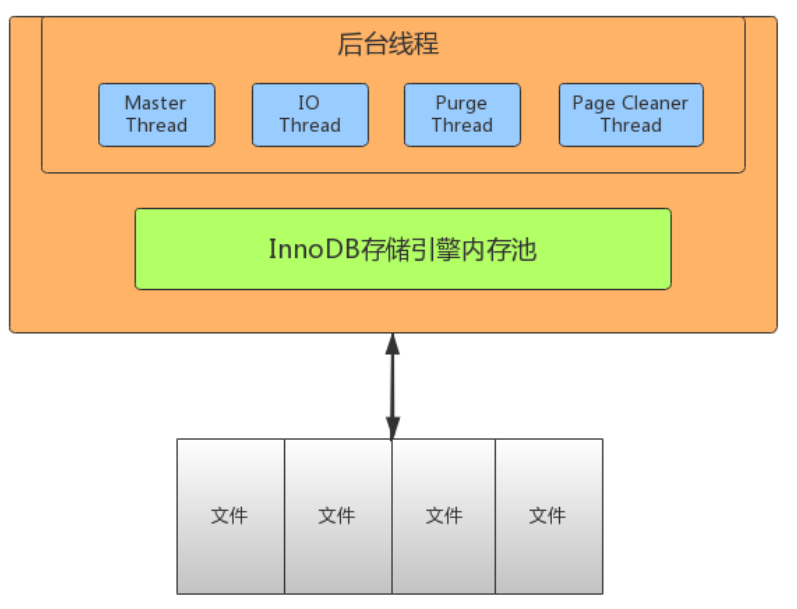 后台线程
Master
Thread
IO
Thread
Purge
Thread
Page Cleaner
Thread
InnoDB存储引擎内存池
文件
文件
文件
文件